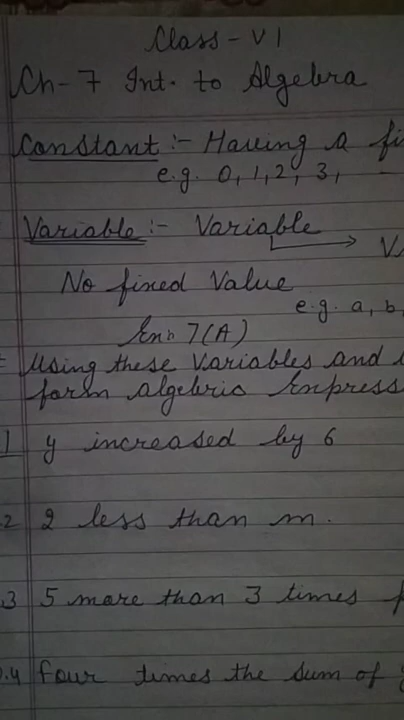 Class - VI
Ch-7 Int. to Algebra
Constant :- Having a
e.g. 0, 1, 2, 3,
Variable :- Variable
No fixed Value
e.g. a, b,
Ex: 7(A)
Using these Variables and
form algebric Express
1 y increased by 6
2 2 less than m.
.3 5 more than 3 times
Q.4 four times the sum of